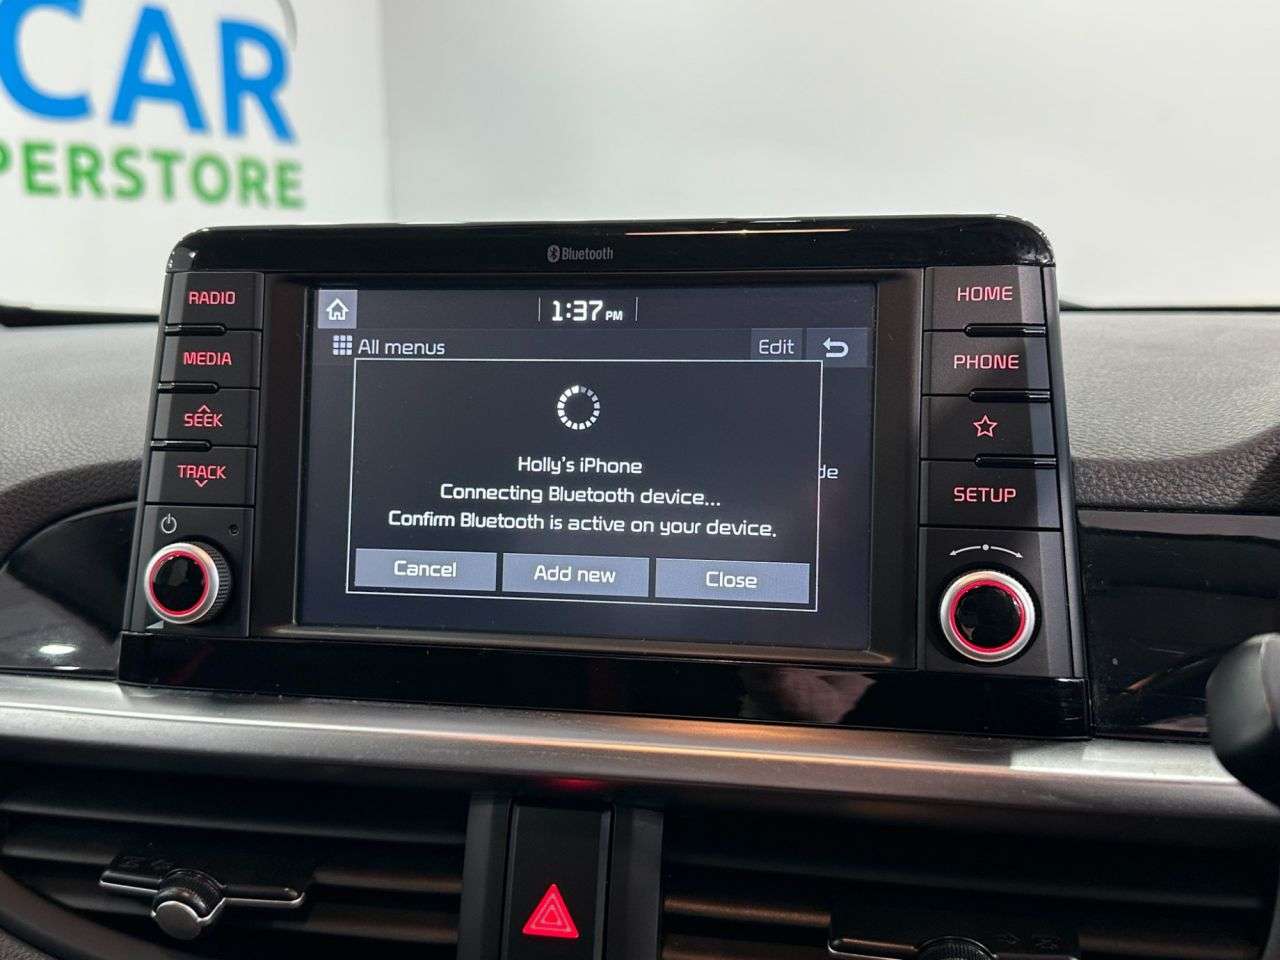 CAR
PERSTORE
Bluetooth
RADIO
MEDIA
SEEK
TRACK
1:37 PM
All menus
Edit
Holly's iPhone
Connecting Bluetooth device...
Confirm Bluetooth is active on your device.
de
Cancel
Add new
Close
HOME
PHONE
SETUP